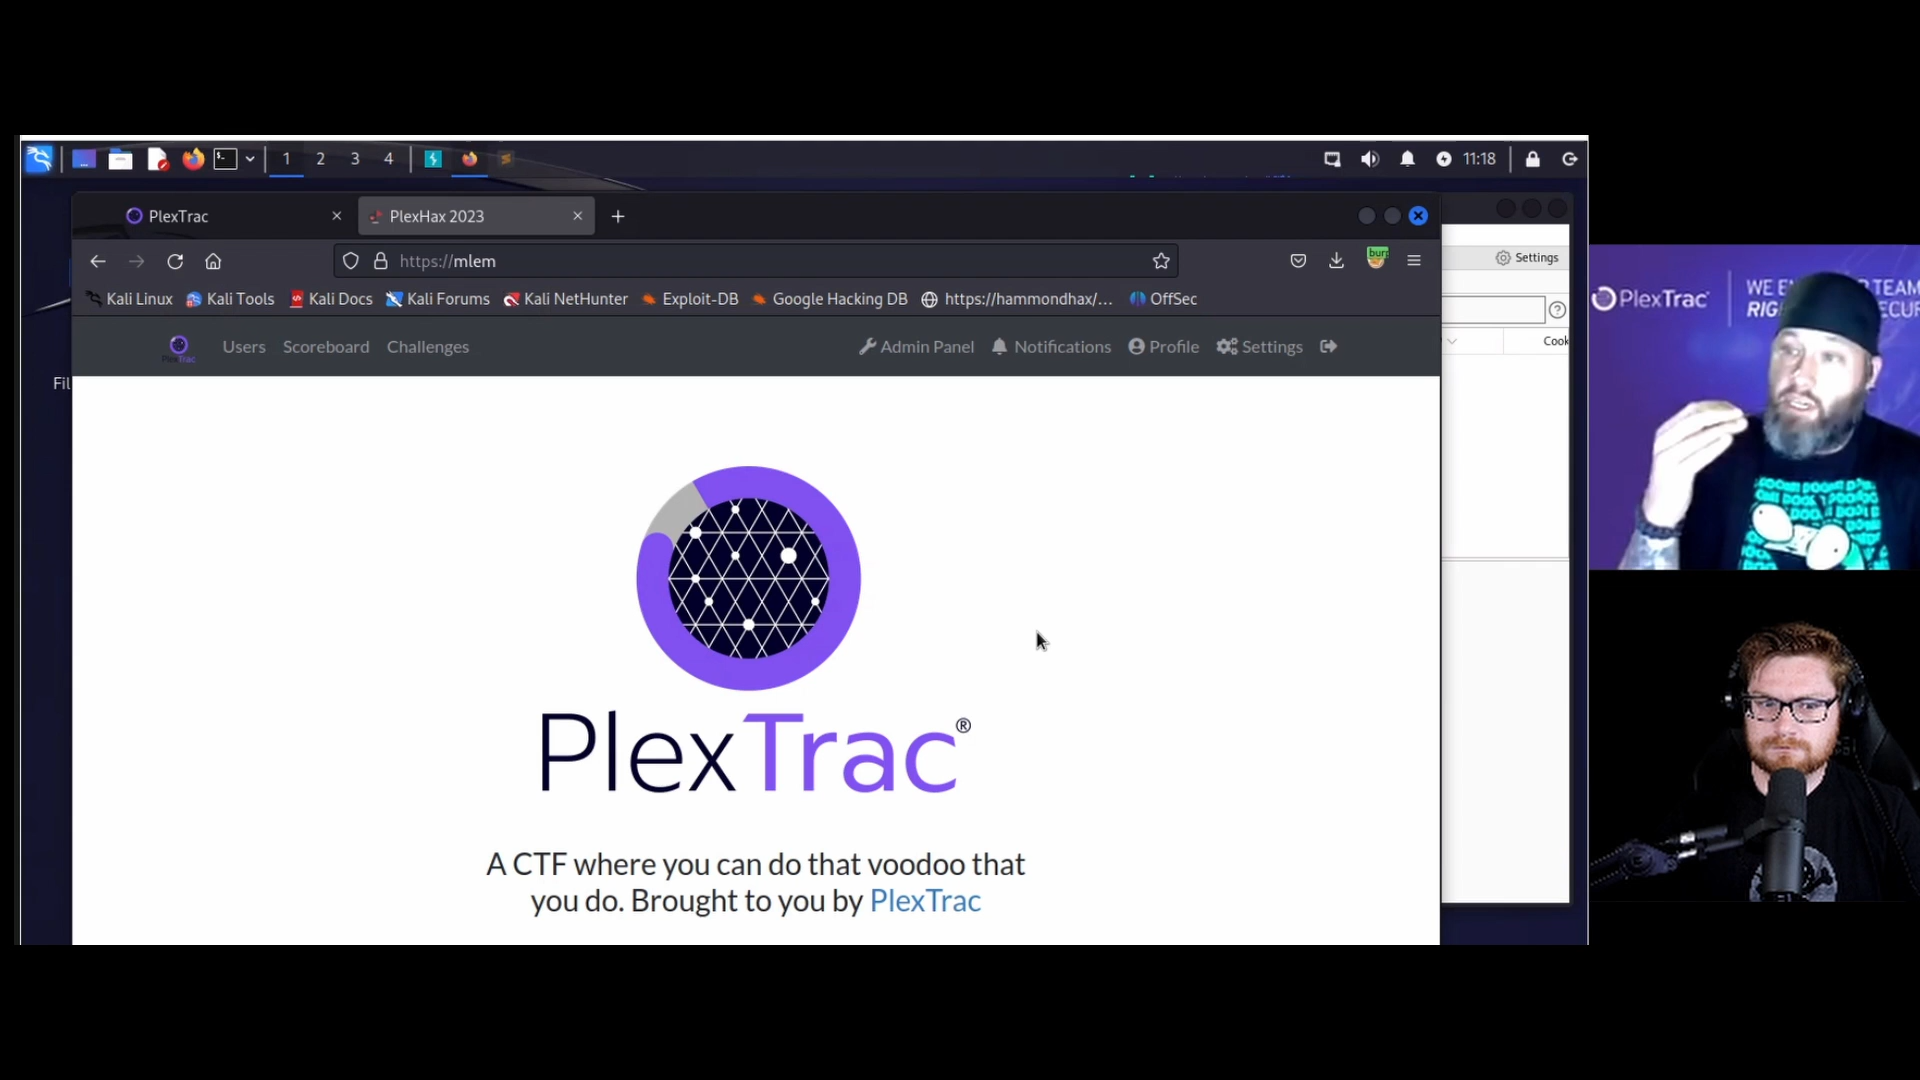 1 2 3 4
11:18
PlexTrac
PlexHax 2023
https://mlem
Kali Linux Kali Tools Kali Docs Kali Forums Kali NetHunter Exploit-DB Google Hacking DB https://hammondhax/... OffSec
Users Scoreboard Challenges Admin Panel Notifications Profile Settings
Settings
Cook
Fil
PlexTrac®
A CTF where you can do that voodoo that
you do. Brought to you by PlexTrac
PlexTrac
WE
TEAM